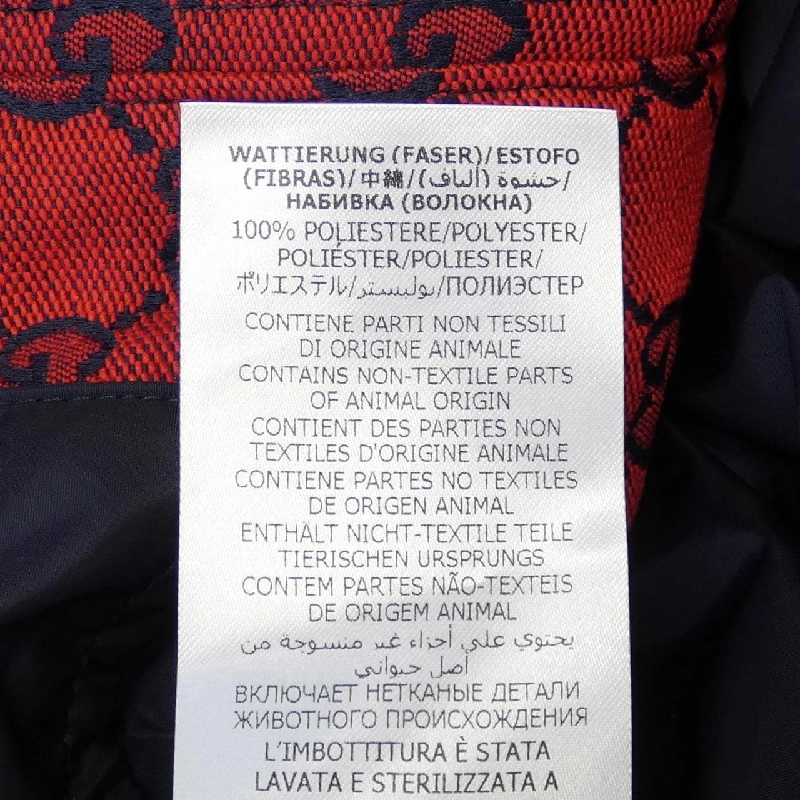 WATTIERUNG (FASER)/ESTOFO
(FIBRAS)/中綿/حشوة (ألياف)/
НАБИВКА (ВОЛОКНА)
100% POLIESTERE/POLYESTER/
POLIÉSTER/POLIESTER/
ポリエステル/بوليستر/ПОЛИЭСТЕР
CONTIENE PARTI NON TESSILI
DI ORIGINE ANIMALE
CONTAINS NON-TEXTILE PARTS
OF ANIMAL ORIGIN
CONTIENT DES PARTIES NON
TEXTILES D'ORIGINE ANIMALE
CONTIENE PARTES NO TEXTILES
DE ORIGEN ANIMAL
ENTHÄLT NICHT-TEXTILE TEILE
TIERISCHEN URSPRUNGS
CONTEM PARTES NÃO-TEXTEIS
DE ORIGEM ANIMAL
يحتوي على أجزاء غير منسوجة من
أصل حيواني
ВКЛЮЧАЕТ НЕТКАНЫЕ ДЕТАЛИ
ЖИВОТНОГО ПРОИСХОЖДЕНИЯ
L'IMBOTTITURA È STATA
LAVATA E STERILIZZATA A